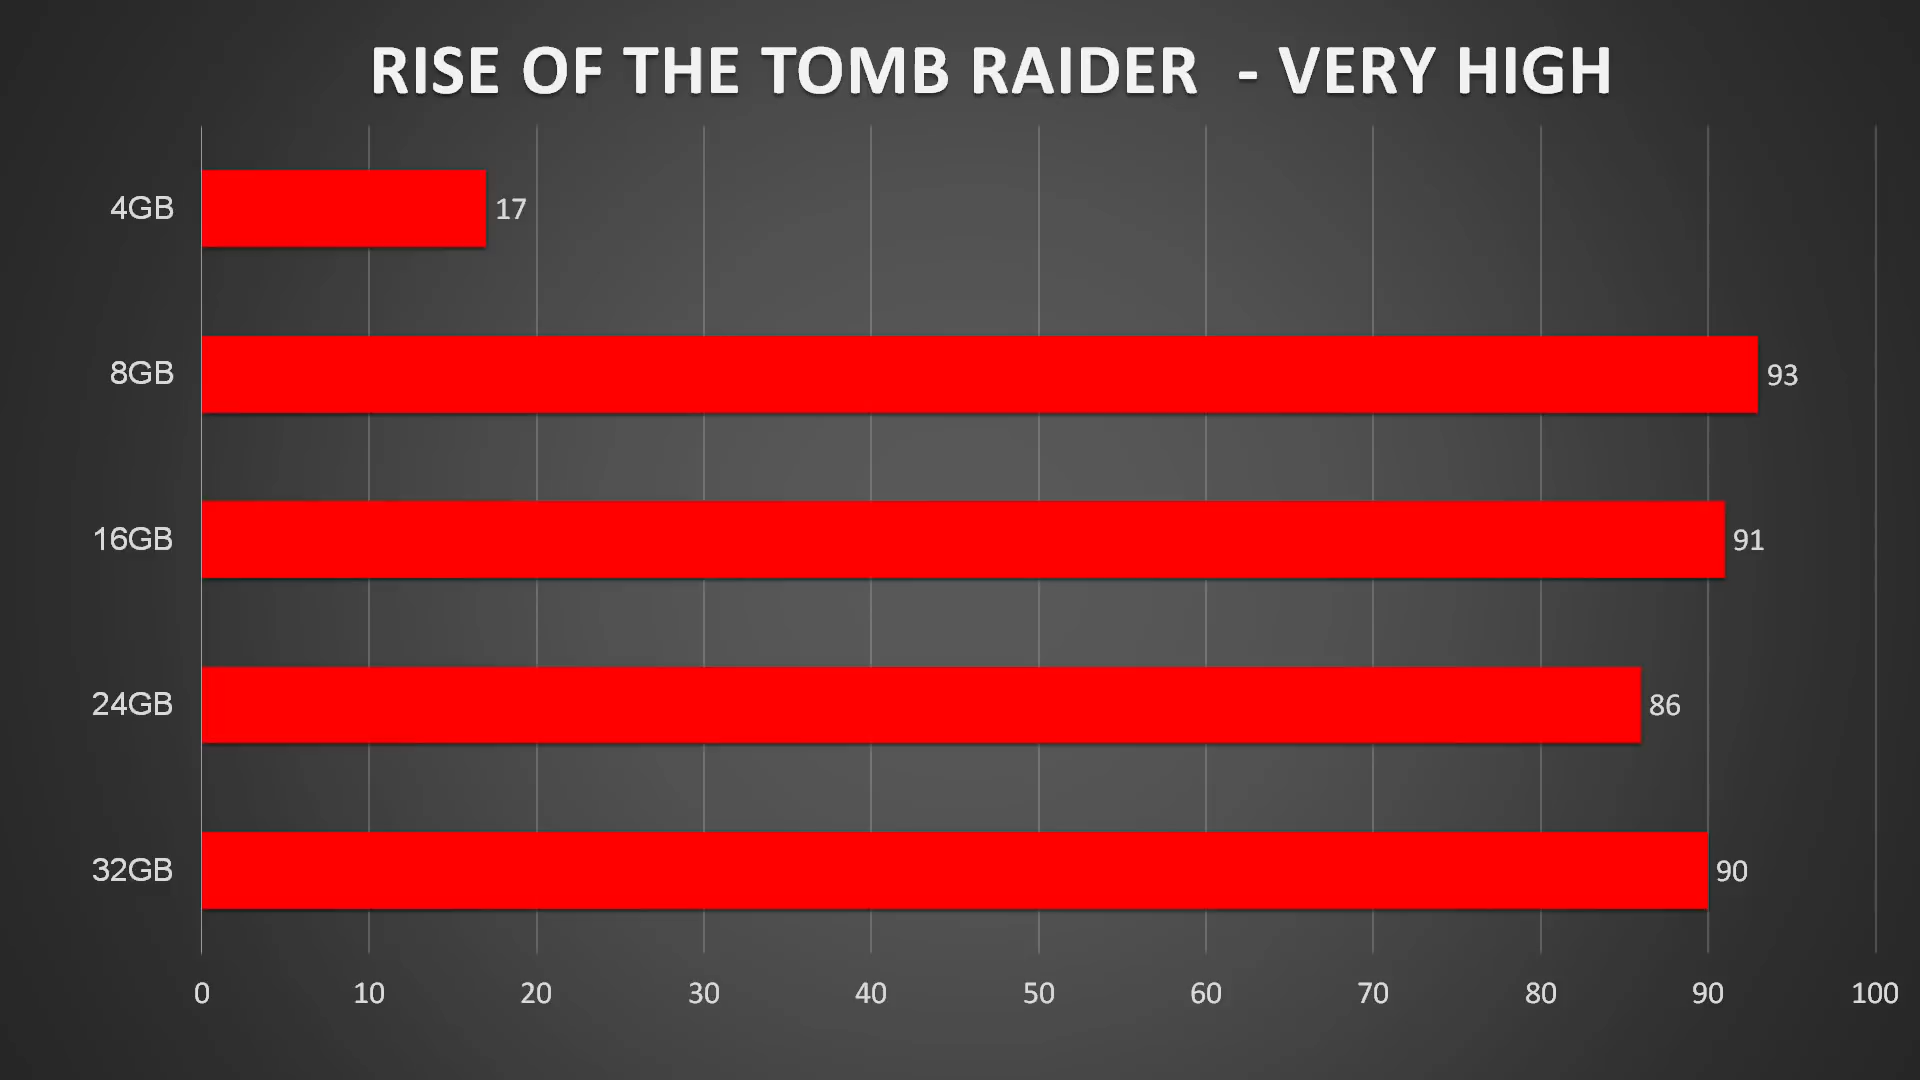 RISE OF THE TOMB RAIDER - VERY HIGH
4GB 17
8GB 93
16GB 91
24GB 86
32GB 90
0 10 20 30 40 50 60 70 80 90 100